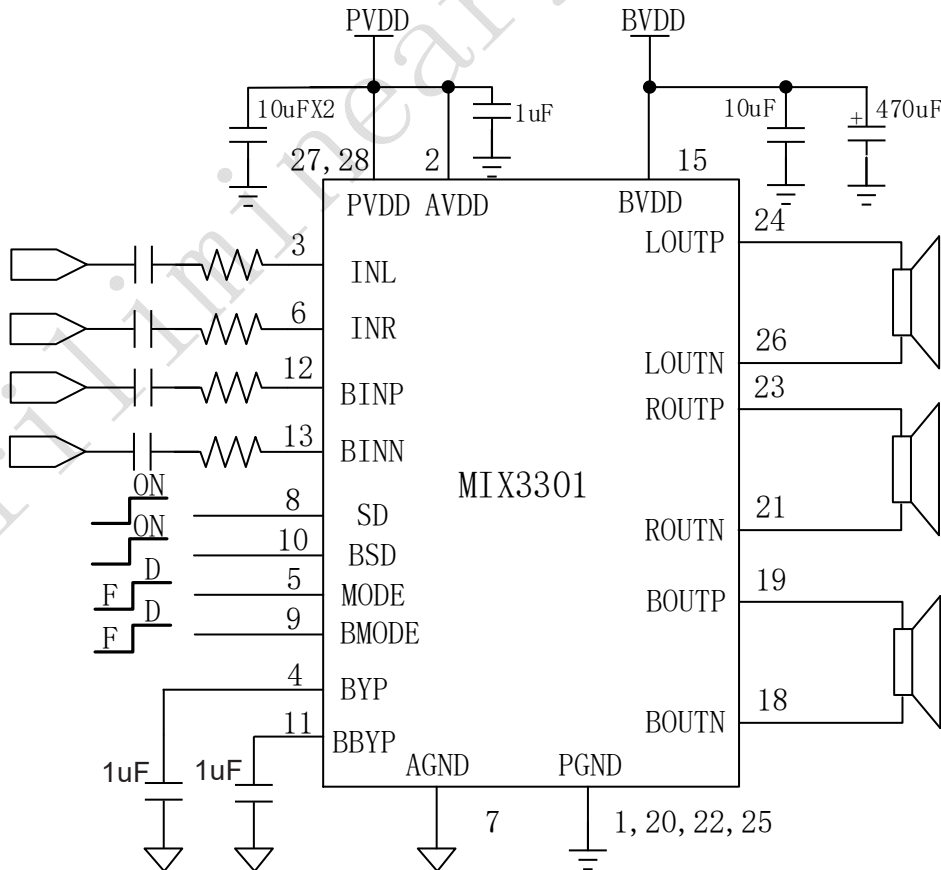 PVDD
BVDD
10uFX2
1uF
10uF
+
470uF
27, 28
2
15
PVDD AVDD
BVDD
24
LOUTP
3
INL
6
INR
26
LOUTN
12
BINP
23
ROUTP
13
BINN
MIX3301
ON
8
SD
21
ROUTN
ON
10
BSD
F D
5
MODE
19
BOUTP
F D
9
BMODE
4
BYP
18
BOUTN
11
BBYP
1uF
1uF
AGND
PGND
7
1, 20, 22, 25